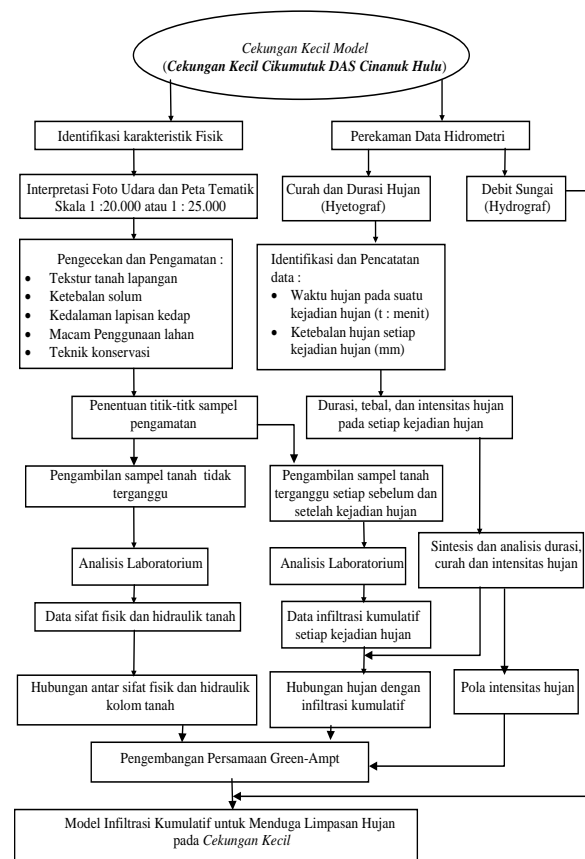 Cekungan Kecil Model
(Cekungan Kecil Cikumutuk DAS Cinanuk Hulu)
Identifikasi karakteristik Fisik
Perekaman Data Hidrometri
Interpretasi Foto Udara dan Peta Tematik
Skala 1 :20.000 atau 1 : 25.000
Curah dan Durasi Hujan
(Hyetograf)
Debit Sungai
(Hydrograf)
Pengecekan dan Pengamatan :
• Tekstur tanah lapangan
• Ketebalan solum
• Kedalaman lapisan kedap
• Macam Penggunaan lahan
• Teknik konservasi
Identifikasi dan Pencatatan
data :
• Waktu hujan pada suatu
kejadian hujan (t : menit)
• Ketebalan hujan setiap
kejadian hujan (mm)
Penentuan titik-titk sampel
pengamatan
Durasi, tebal, dan intensitas hujan
pada setiap kejadian hujan
Pengambilan sampel tanah tidak
terganggu
Pengambilan sampel tanah
terganggu setiap sebelum dan
setelah kejadian hujan
Analisis Laboratorium
Analisis Laboratorium
Sintesis dan analisis durasi,
curah dan intensitas hujan
Data sifat fisik dan hidraulik tanah
Data infiltrasi kumulatif
setiap kejadian hujan
Hubungan antar sifat fisik dan hidraulik
kolom tanah
Hubungan hujan dengan
infiltrasi kumulatif
Pola intensitas hujan
Pengembangan Persamaan Green-Ampt
Model Infiltrasi Kumulatif untuk Menduga Limpasan Hujan
pada Cekungan Kecil